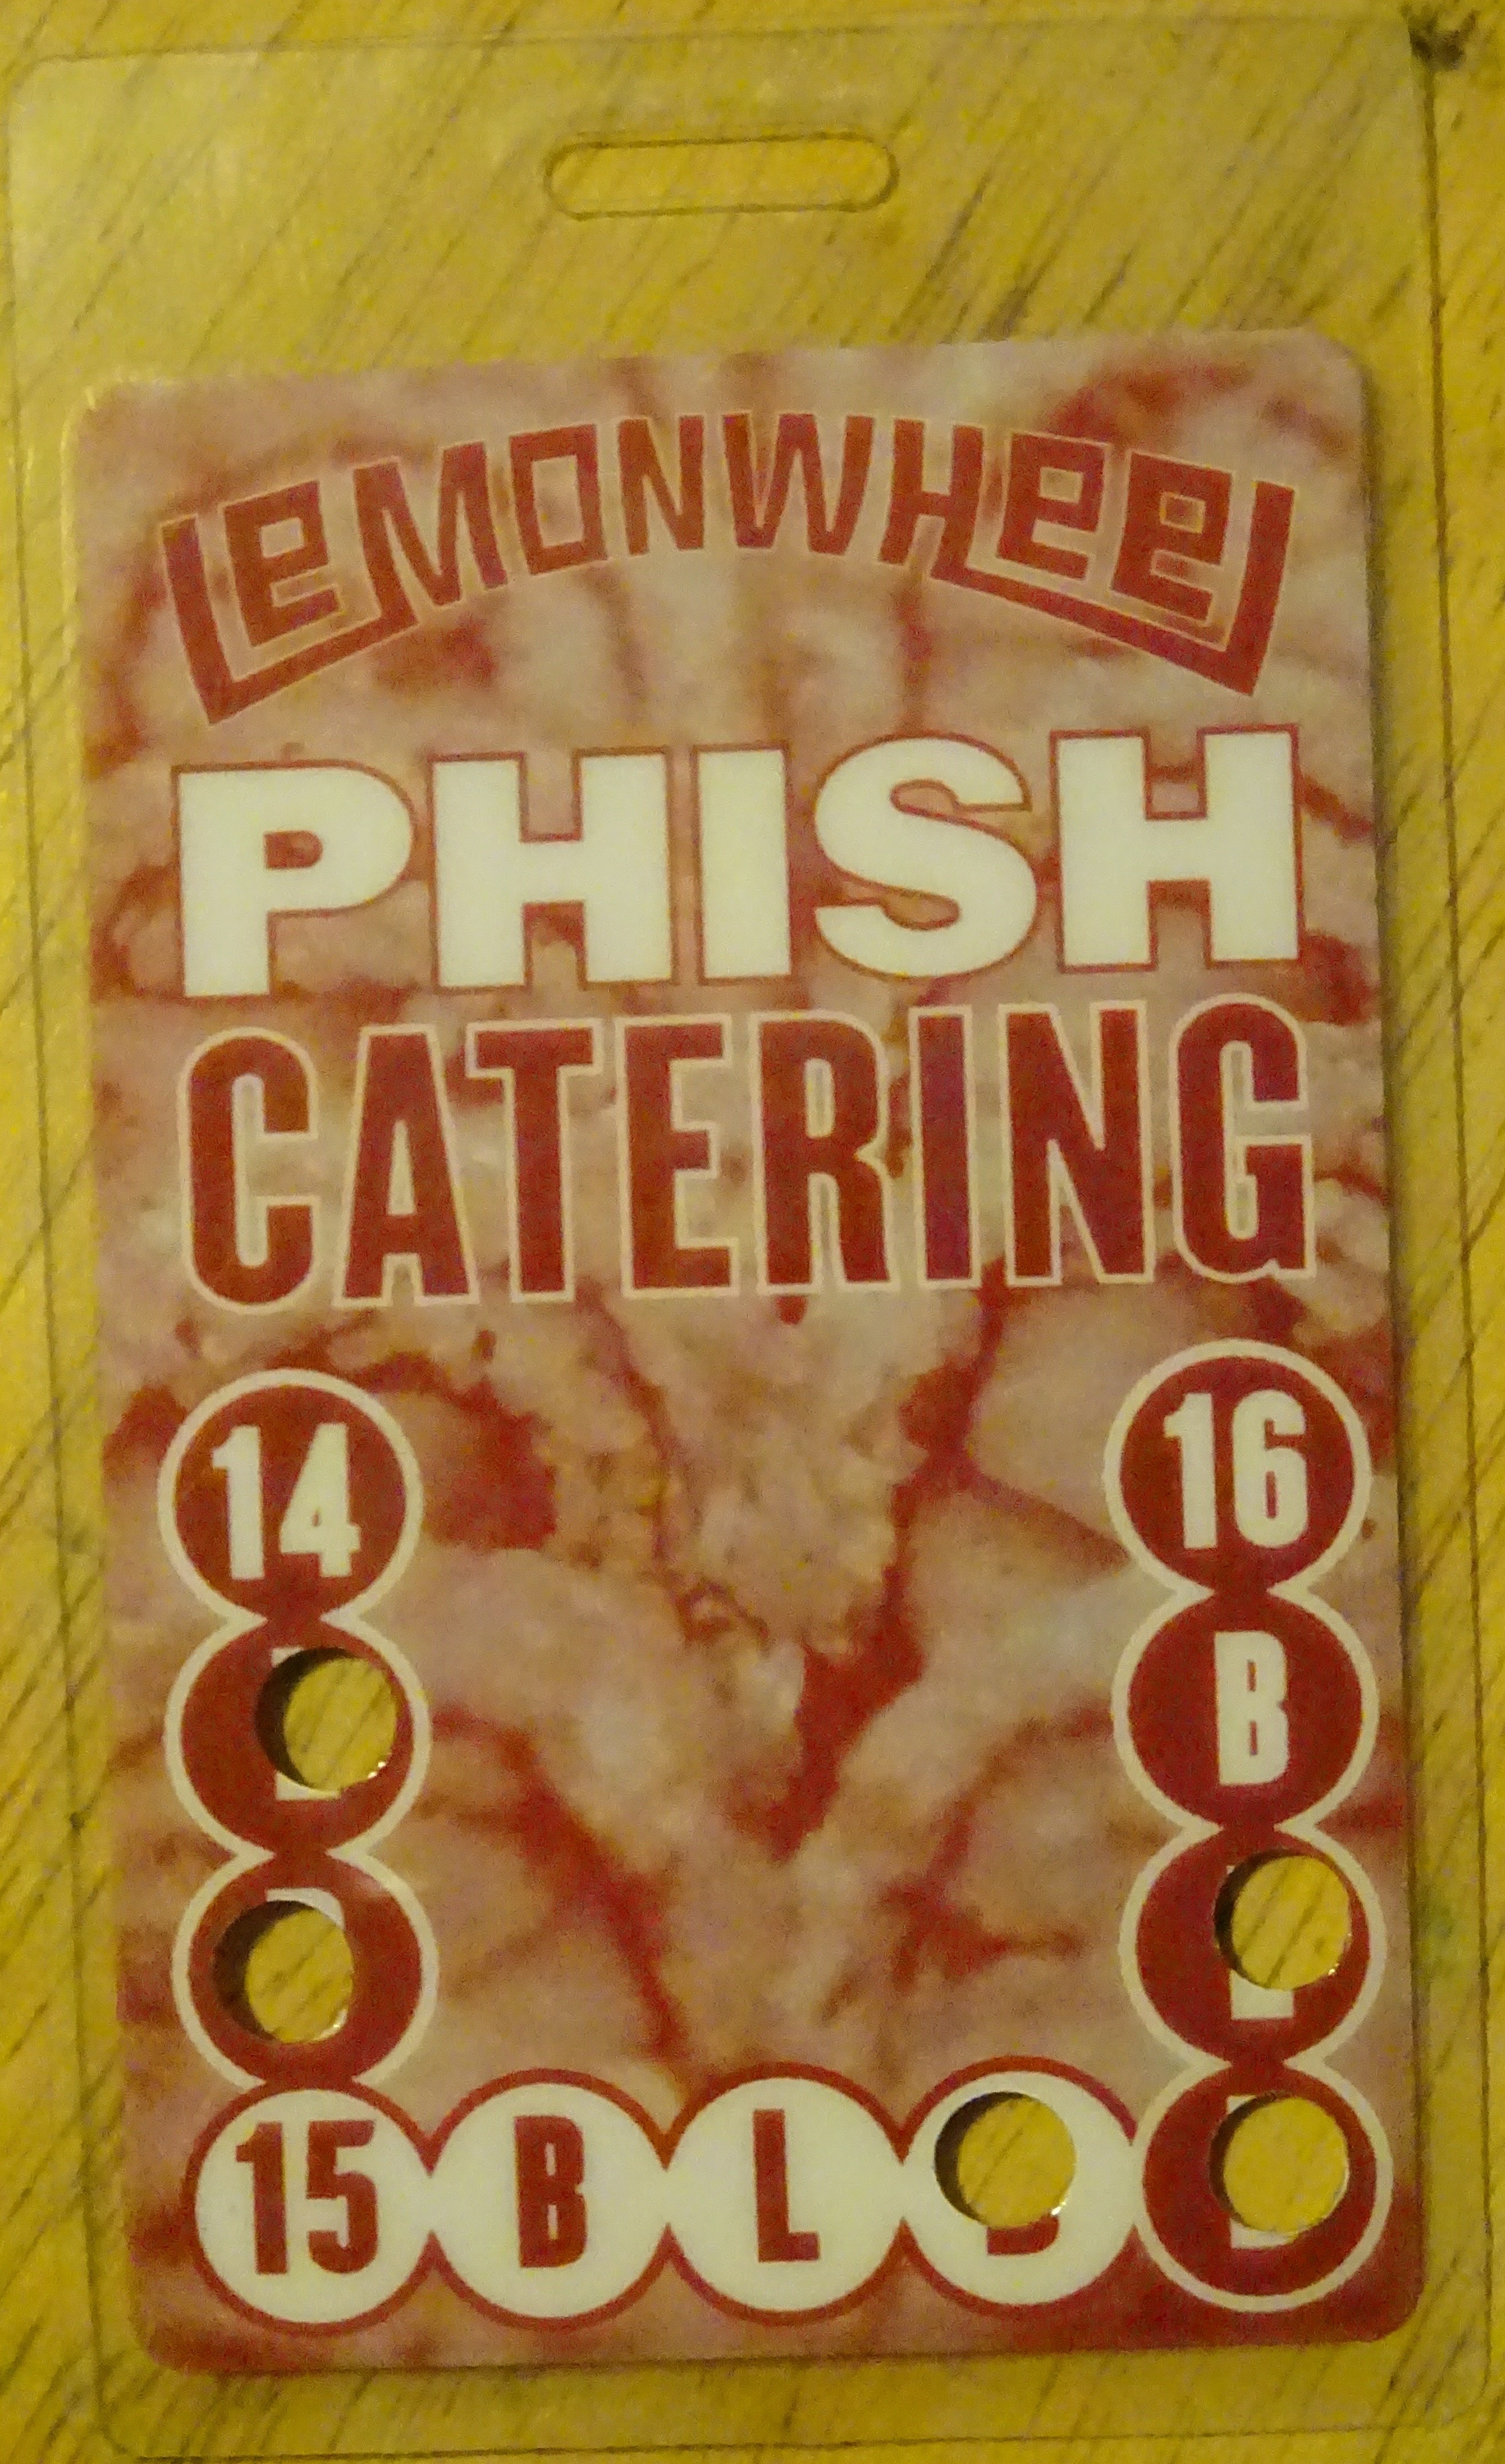 LEMONWHEEL
PHISH
CATERING
14
16
B
15 B L